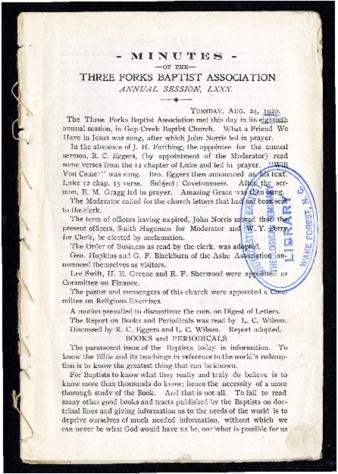 - MINUTES -
—OF THE—
THREE FORKS BAPTIST ASSOCIATION
ANNUAL SESSION, LXXX.
TUESDAY, AUG. 24, 1920.
The Three Forks Baptist Association met this day in its eightieth
annual session, in Gap Creek Baptist Church. What a Friend We
Have in Jesus was sung, after which John Norris led in prayer.
In the absence of J. H. Furthing, the appointee for the annual
sermon, R. C. Eggers, (by appointment of the Moderator) read
some verses from the 12 chapter of Luke and led in prayer. "Will
You Come?" was sung. Bro. Eggers then announced as his text.
Luke 12 chap. 15 verse. Subject: Covetousness. After the ser-
mon, E. M. Gragg led in prayer. Amazing Grace was then sung.
The Moderator called for the church letters that had not been sent
to the clerk.
The term of officers having expired, John Norris moved that the
present officers, Smith Hagaman for Moderator and W. Y. Perry
for Clerk, be elected by acclamation.
The Order of Business as read by the clerk, was adopted.
Geo. Hopkins and G. F. Blackburn of the Ashe Association an-
nounced themselves as visitors.
Lee Swift, H. E. Greene and R. F. Sherwood were appointed as
Committee on Finance.
The pastor and messengers of this church were appointed a Com-
mittee on Religious Exercises.
A motion prevailed to discontinue the com. on Digest of Letters.
The Report on Books and Periodicals was read by L. C. Wilson.
Discussed by R. C. Eggers and L. C. Wilson. Report adopted.
BOOKS and PERIODICALS
The paramount issue of the Baptists today is information. To
know the Bible and its teachings in reference to the world's redemp-
tion is to know the greatest thing that can be known.
For Baptists to know what they really and truly do believe is to
know more than thousands do know; hence the necessity of a more
thorough study of the Book. And that is not all. To fail to read
many other good books and tracts published by the Baptists on doc-
trinal lines and giving information as to the needs of the world is to
deprive ourselves of much needed information, without which we
can never be what God would have us be, nor what is possible for us
SOUTHEASTERN BAPTIST
THEOLOGICAL SEMINARY
LIBRARY
WAKE FOREST, N. C.